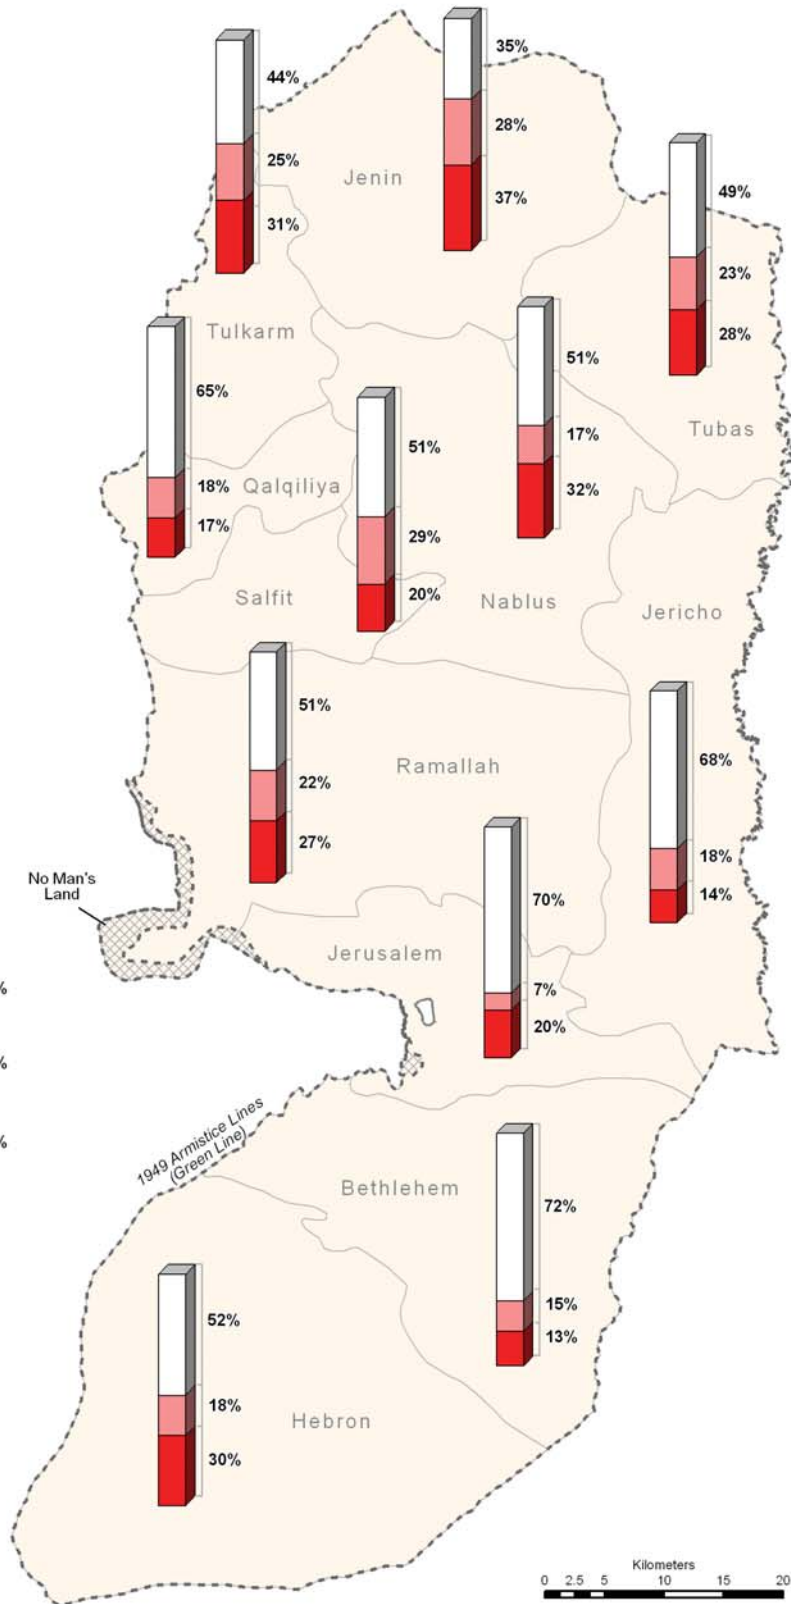 35%
44%
28%
25%
Jenin
49%
37%
31%
23%
Tulkarm
28%
51%
65%
Tubas
17%
51%
18%
Qalqiliya
32%
17%
29%
Salfit
20%
Nablus
Jericho
51%
Ramallah
68%
22%
27%
18%
No Man's
Land
14%
70%
Jerusalem
%
7%
20%
%
1949 Armistice Lines
(Green Line)
%
Bethlehem
72%
15%
52%
13%
18%
Hebron
30%
Kilometers
0 2.5 5 10 15 20